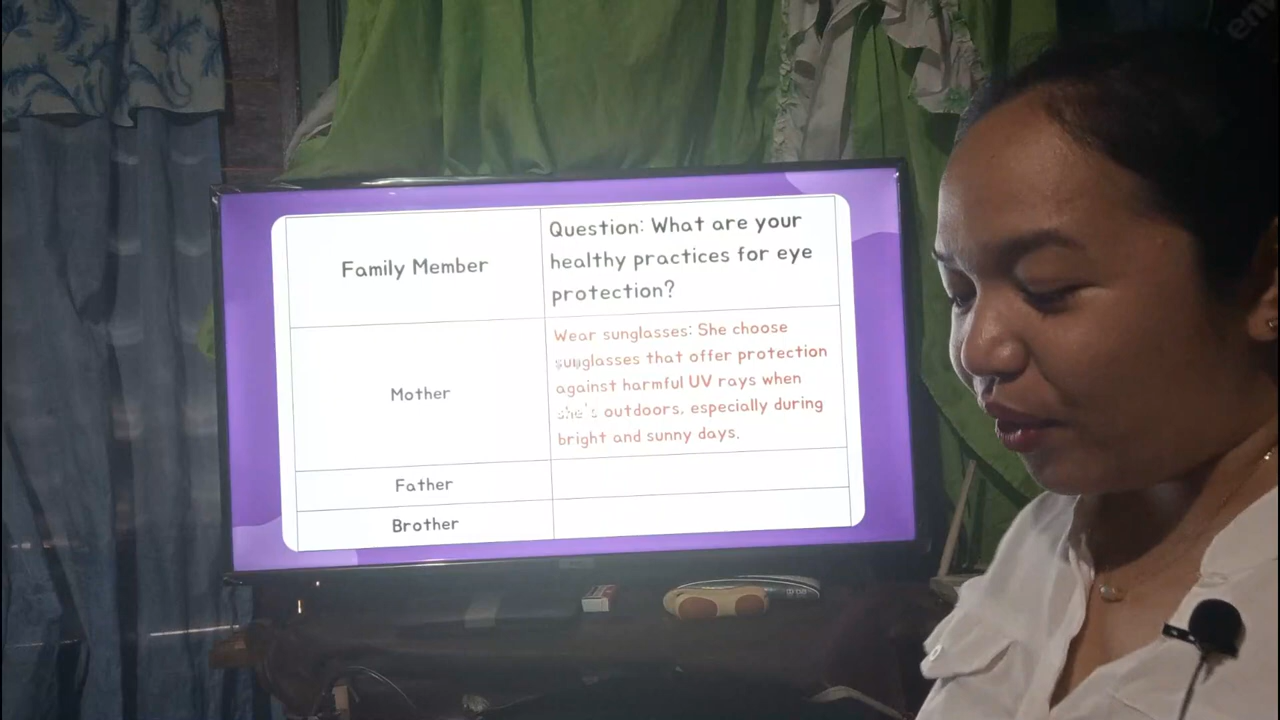 Family Member
Question: What are your
healthy practices for eye
protection?
Mother
Wear sunglasses: She choose
sunglasses that offer protection
against harmful UV rays when
she's outdoors, especially during
bright and sunny days.
Father
Brother